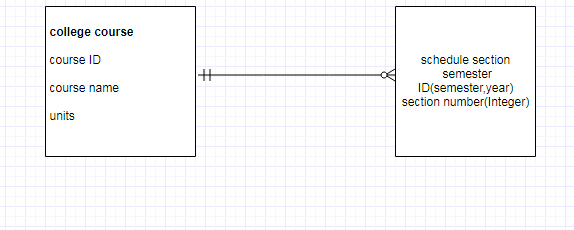 college course
course ID
course name
units
schedule section
semester
ID(semester,year)
section number(Integer)